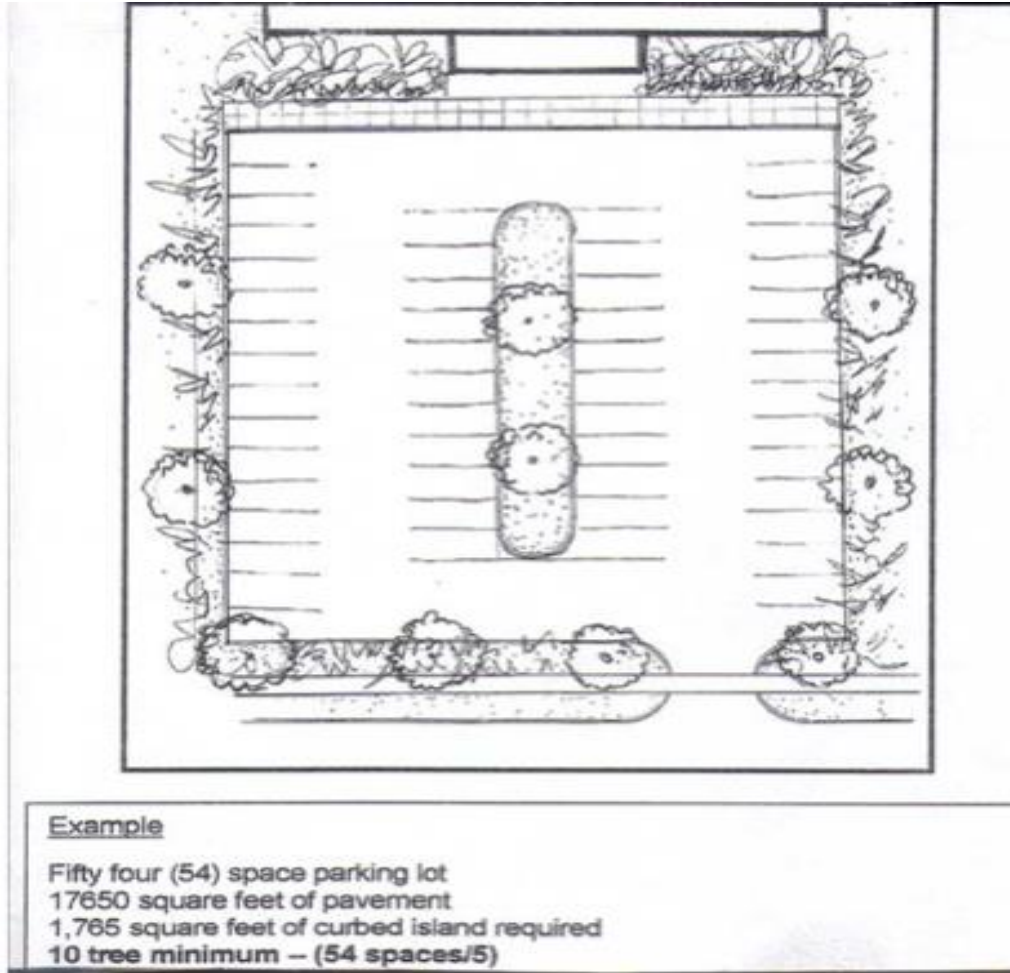 Example
Fifty four (54) space parking lot
17650 square feet of pavement
1,765 square feet of curbed island required
10 tree minimum – (54 spaces/5)